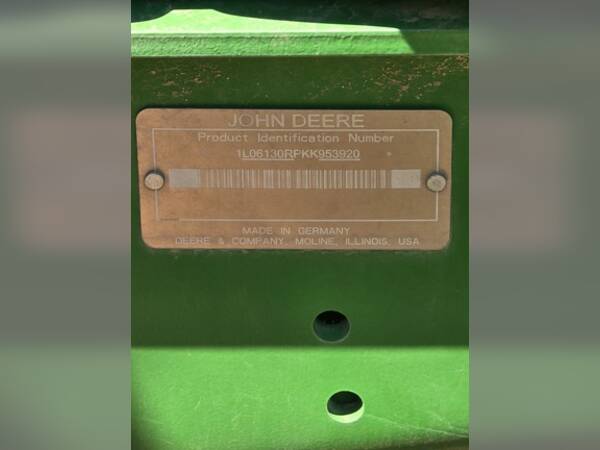 JOHN DEERE
Product Identification Number
1L06130RPKK953920
MADE IN GERMANY
DEERE & COMPANY, MOLINE, ILLINOIS, USA